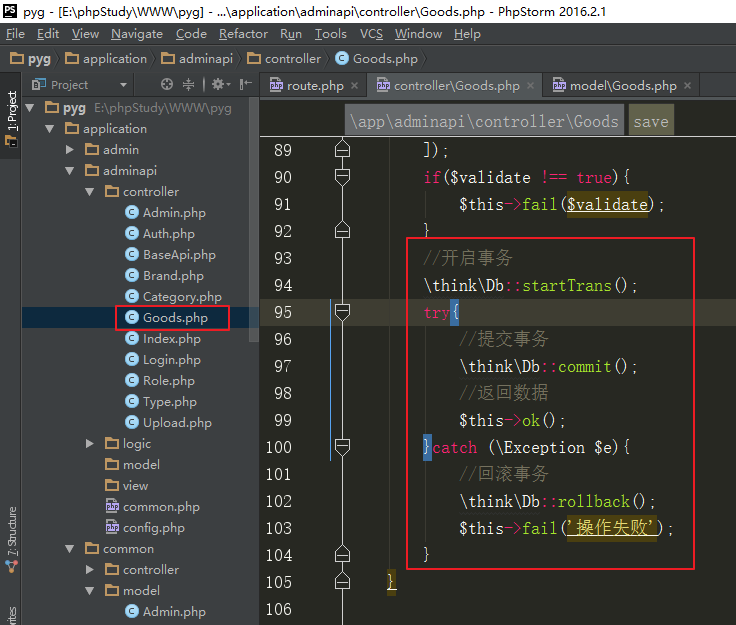 PS pyg - [E:\phpStudy\WWW\pyg] - ...\application\adminapi\controller\Goods.php - PhpStorm 2016.2.1
File Edit View Navigate Code Refactor Run Tools VCS Window Help
pyg application adminapi controller Goods.php
Project route.php controller\Goods.php model\Goods.php
1: Project
7: Structure
pyg E:\phpStudy\WWW\pyg
application
admin
adminapi
controller
Admin.php
Auth.php
BaseApi.php
Brand.php
Category.php
Goods.php
Index.php
Login.php
Role.php
Type.php
Upload.php
logic
model
view
common.php
config.php
common
controller
model
Admin.php
\app\adminapi\controller\Goods save
89 ]);
90 if($validate !== true){
91 $this->fail($validate);
92 }
93 //开启事务
94 \think\Db::startTrans();
95 try{
96 //提交事务
97 \think\Db::commit();
98 //返回数据
99 $this->ok();
100 }catch (\Exception $e){
101 //回滚事务
102 \think\Db::rollback();
103 $this->fail('操作失败');
104 }
105 }
106